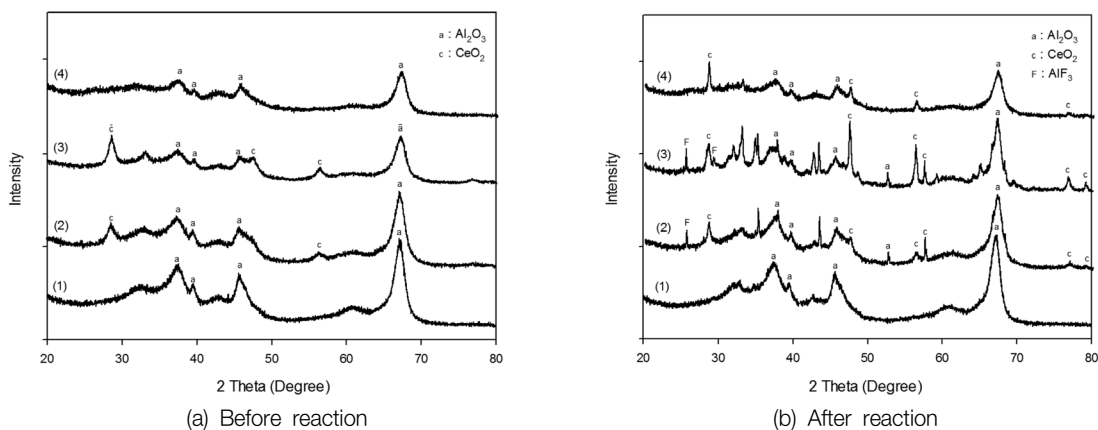 a : Al₂O₃
c : CeO₂
(4)
a
a
a
a
(3)
c
a
a
a
c
c
a
(2)
c
a
a
a
c
a
(1)
a
a
a
a
Intensity
20 30 40 50 60 70 80
2 Theta (Degree)
(a) Before reaction
a : Al₂O₃
c : CeO₂
F : AlF₃
(4)
c
a
a
a
c
c
a
c
(3)
F
c
F
a
a
a
c
a
c
c
a
c
c
(2)
F
c
a
a
a
c
a
c
c
a
c
c
(1)
a
a
a
a
Intensity
20 30 40 50 60 70 80
2 Theta (Degree)
(b) After reaction